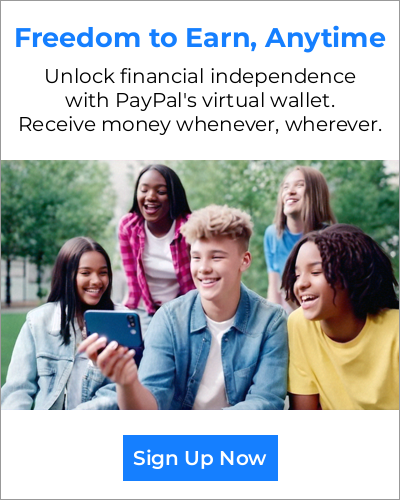 Freedom to Earn, Anytime
Unlock financial independence
with PayPal's virtual wallet.
Receive money whenever, wherever.
Sign Up Now